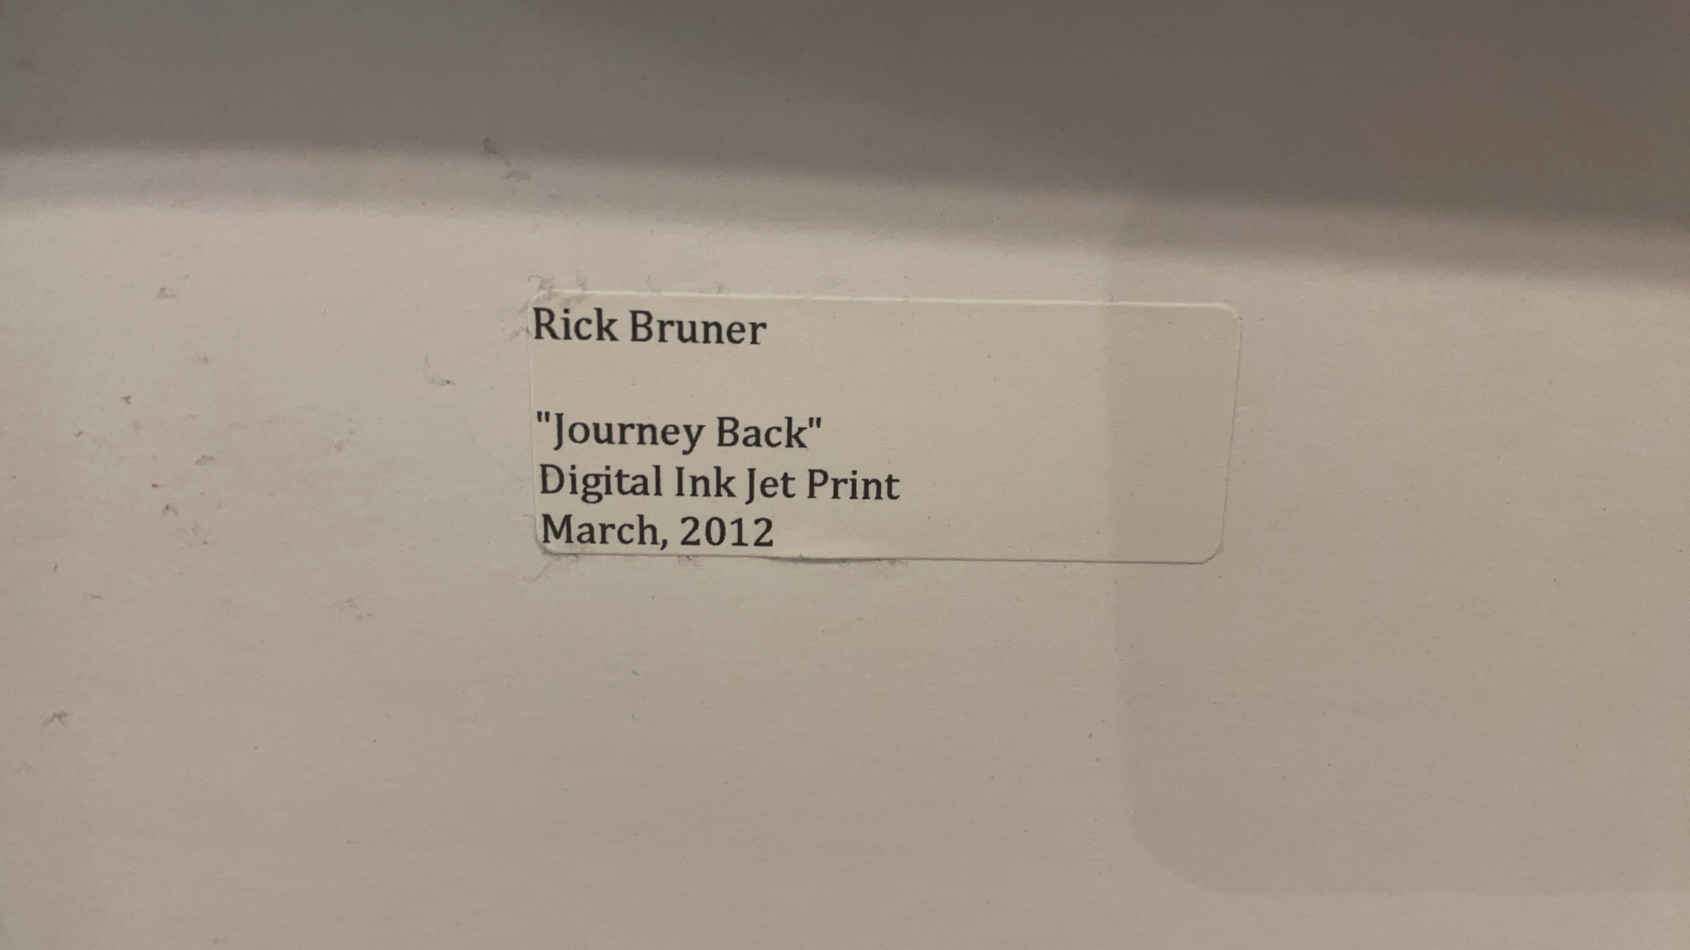 Rick Bruner
"Journey Back"
Digital Ink Jet Print
March, 2012